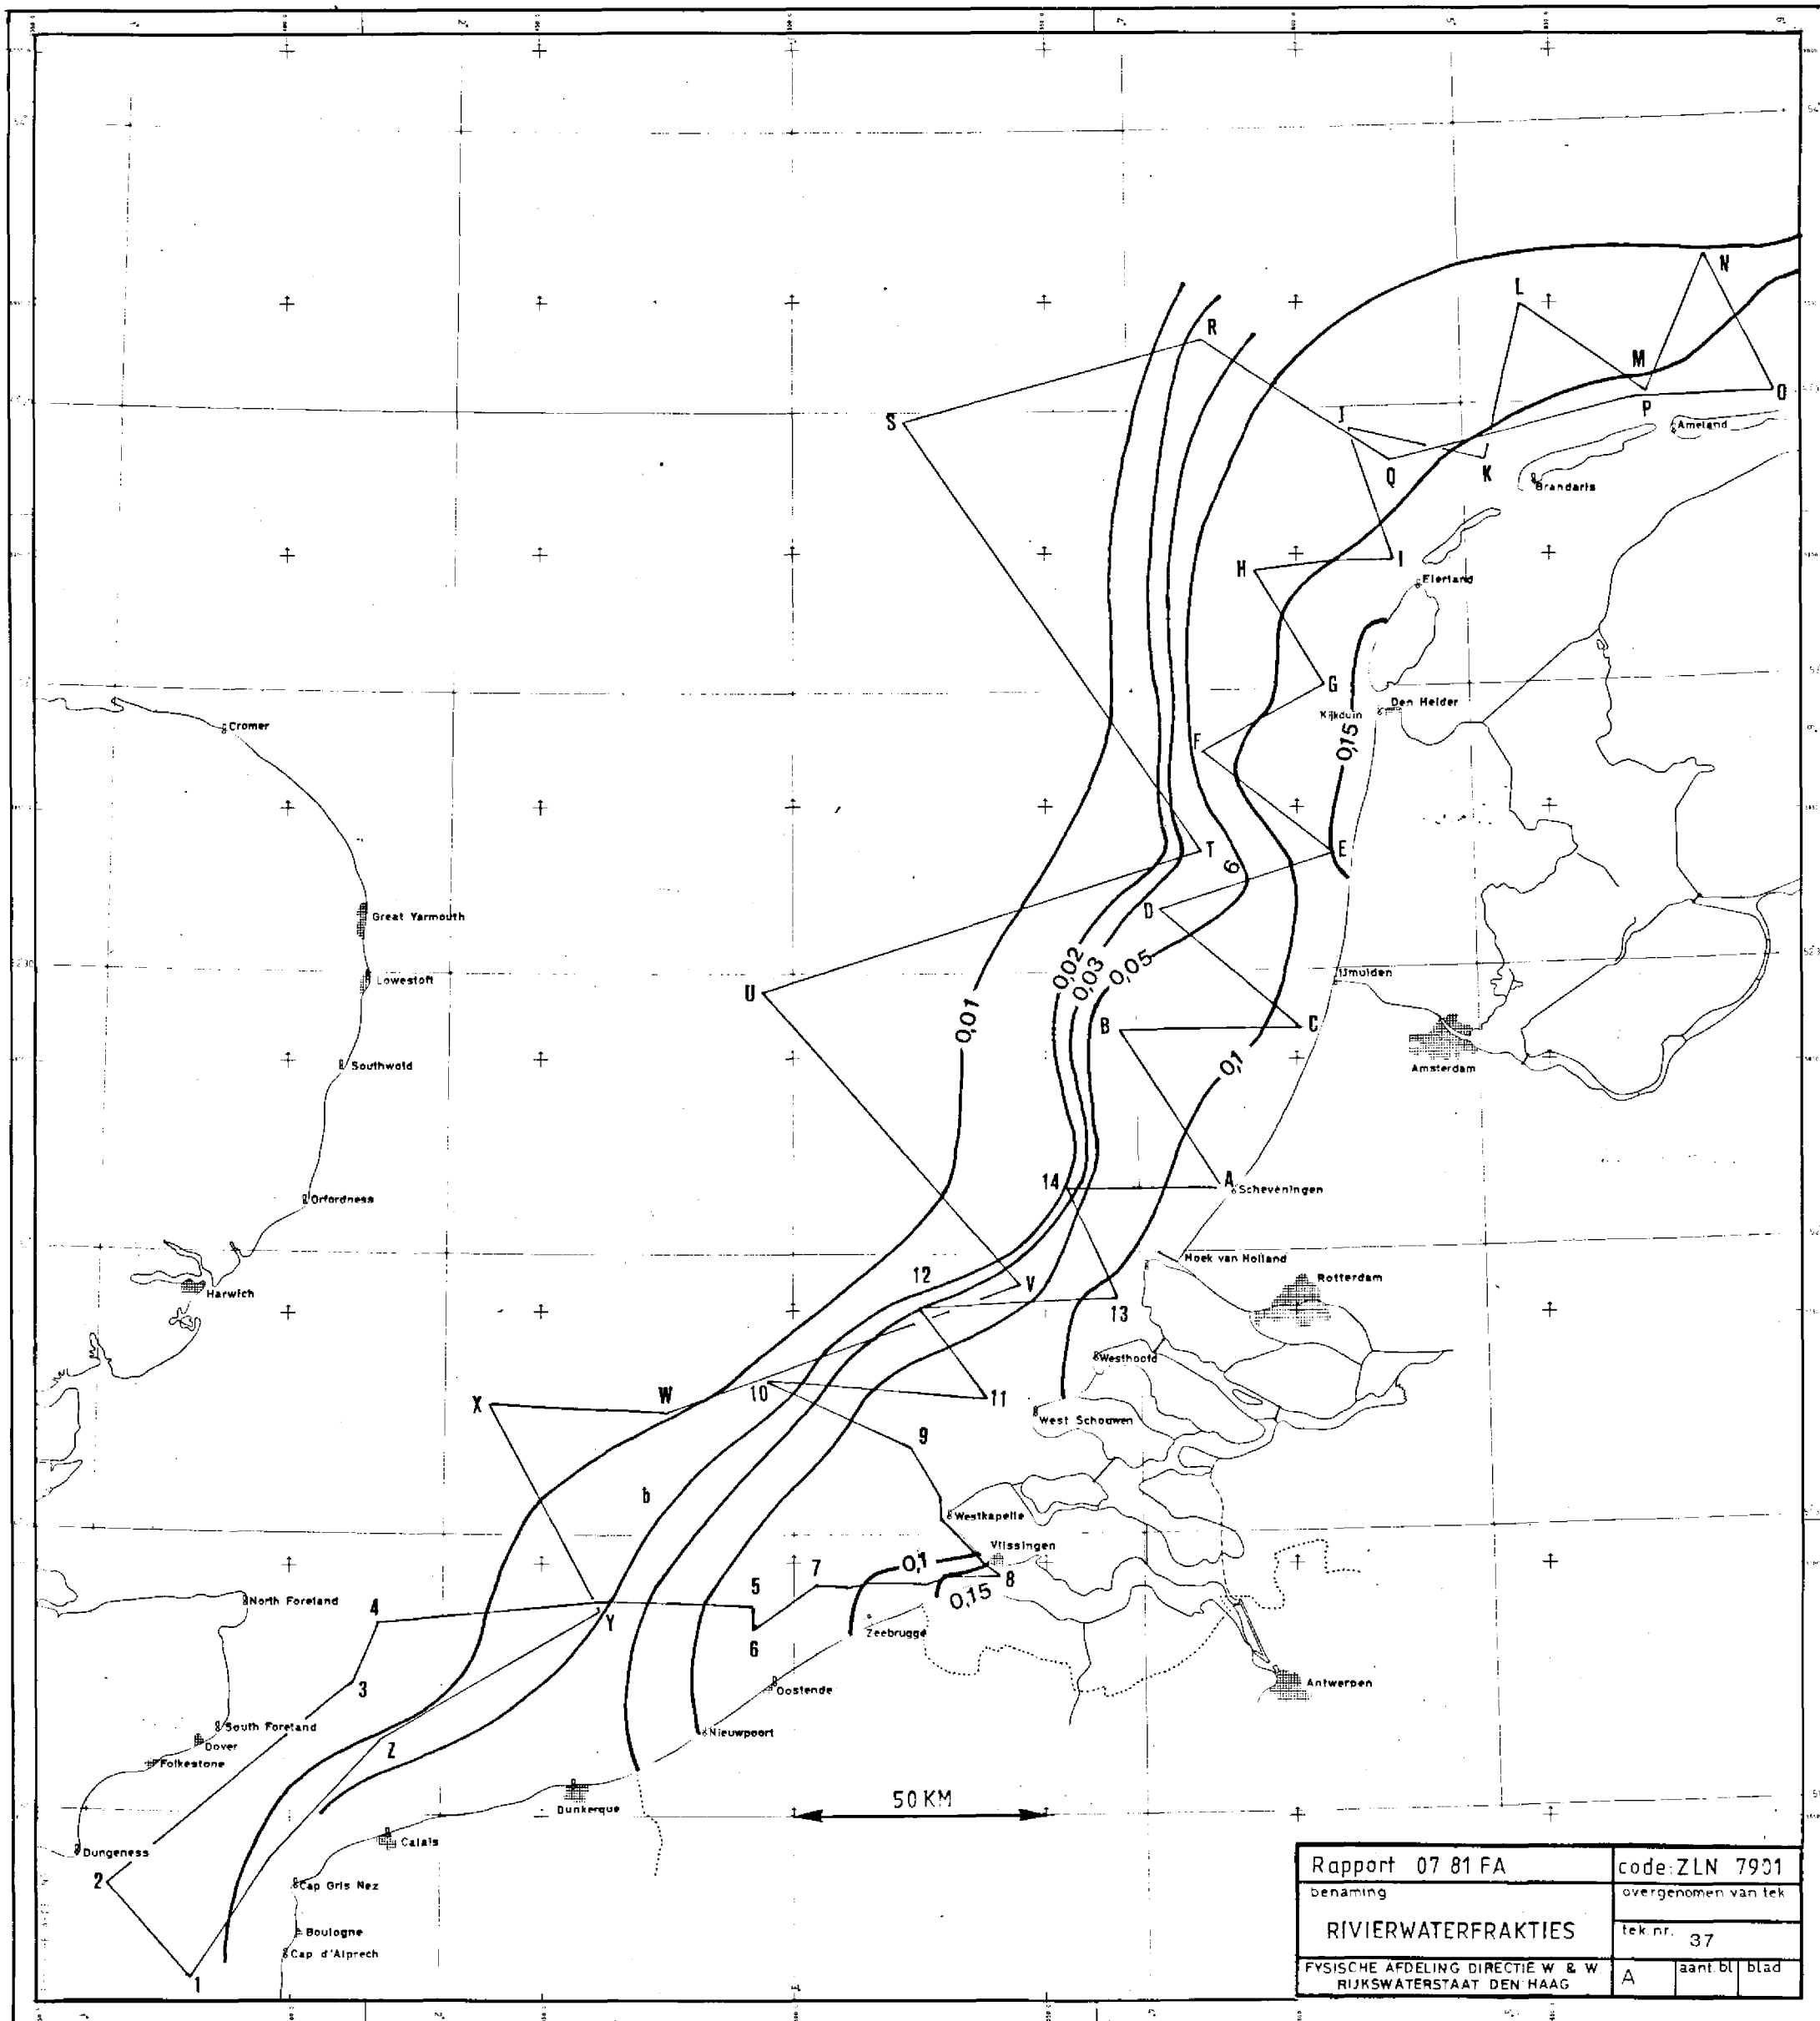 N
L
R
M
O
S
J
P
Ameland
Q
K
Brandaris
H
I
Eierland
G
Den Helder
Kijkduin
Cromer
F
0,15
T
E
6
D
Great Yarmouth
0,02
0,03
0,05
IJmuiden
Lowestoft
U
0,01
B
C
Southwold
0,1
Amsterdam
14
A
Scheveningen
Orfordness
Hoek van Holland
12
V
Rotterdam
Harwich
13
Westhoofd
W
10
11
X
West Schouwen
9
b
Westkapelle
Vlissingen
0,1
7
8
North Foreland
5
0,15
4
Y
6
Zeebrugge
3
Oostende
Antwerpen
South Foreland
Nieuwpoort
Dover
Z
Folkestone
50 KM
Dunkerque
Calais
Dungeness
2
Cap Gris Nez
Boulogne
Cap d'Alprech
1
Rapport 07 81 FA
code: ZLN 7901
benaming
overgenomen van tek
RIVIERWATERFRAKTIES
tek. nr. 37
FYSISCHE AFDELING DIRECTIE W & W
RIJKSWATERSTAAT DEN HAAG
A
aant. bl
blad